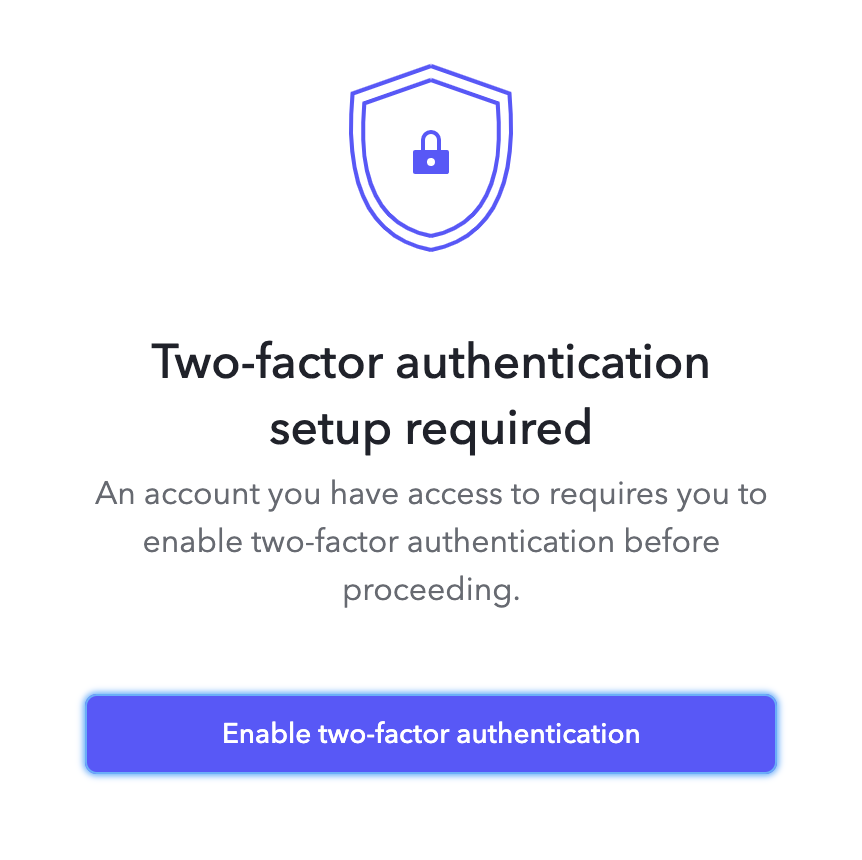 Two-factor authentication
setup required
An account you have access to requires you to
enable two-factor authentication before
proceeding.
Enable two-factor authentication